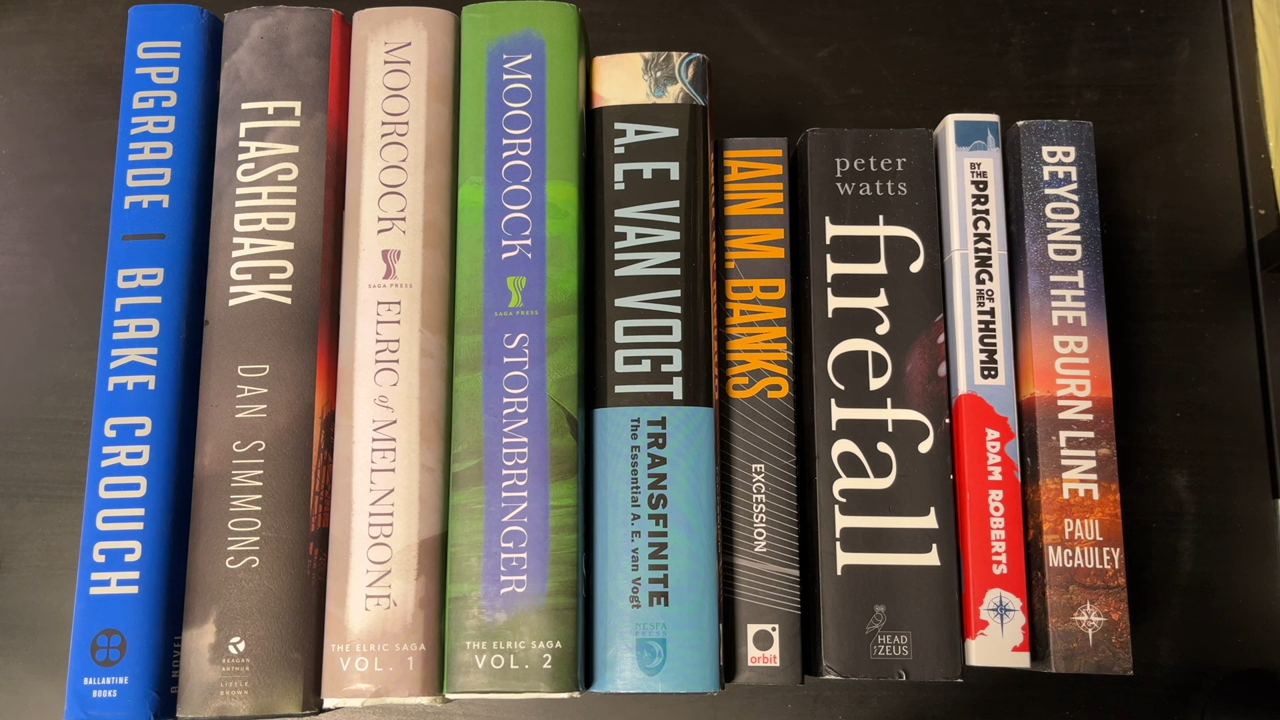 UPGRADE | BLAKE CROUCH
BALLANTINE
BOOKS
A NOVEL
FLASHBACK
DAN SIMMONS
REAGAN
ARTHUR
LITTLE
BROWN
MOORCOCK
SAGA PRESS
ELRIC of MELNIBONÉ
THE ELRIC SAGA
VOL. 1
MOORCOCK
SAGA PRESS
STORMBRINGER
THE ELRIC SAGA
VOL. 2
A.E. VAN VOGT
TRANSFINITE
The Essential A. E. van Vogt
NESFA
PRESS
IAIN M. BANKS
EXCESSION
orbit
peter
watts
firefall
HEAD
of ZEUS
BY THE PRICKING OF HER THUMB
ADAM ROBERTS
BEYOND THE BURN LINE
PAUL
McAULEY